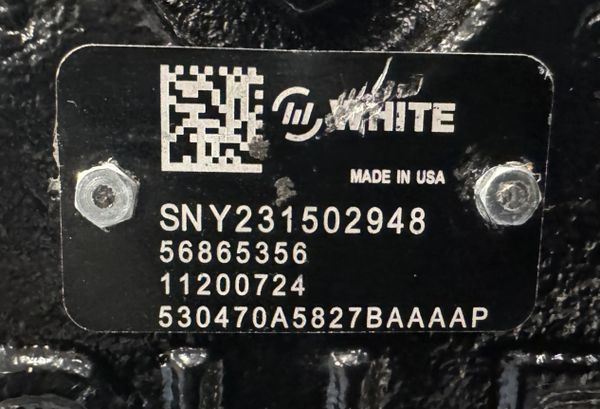 WHITE
MADE IN USA
SNY231502948
56865356
11200724
530470A5827BAAAAP